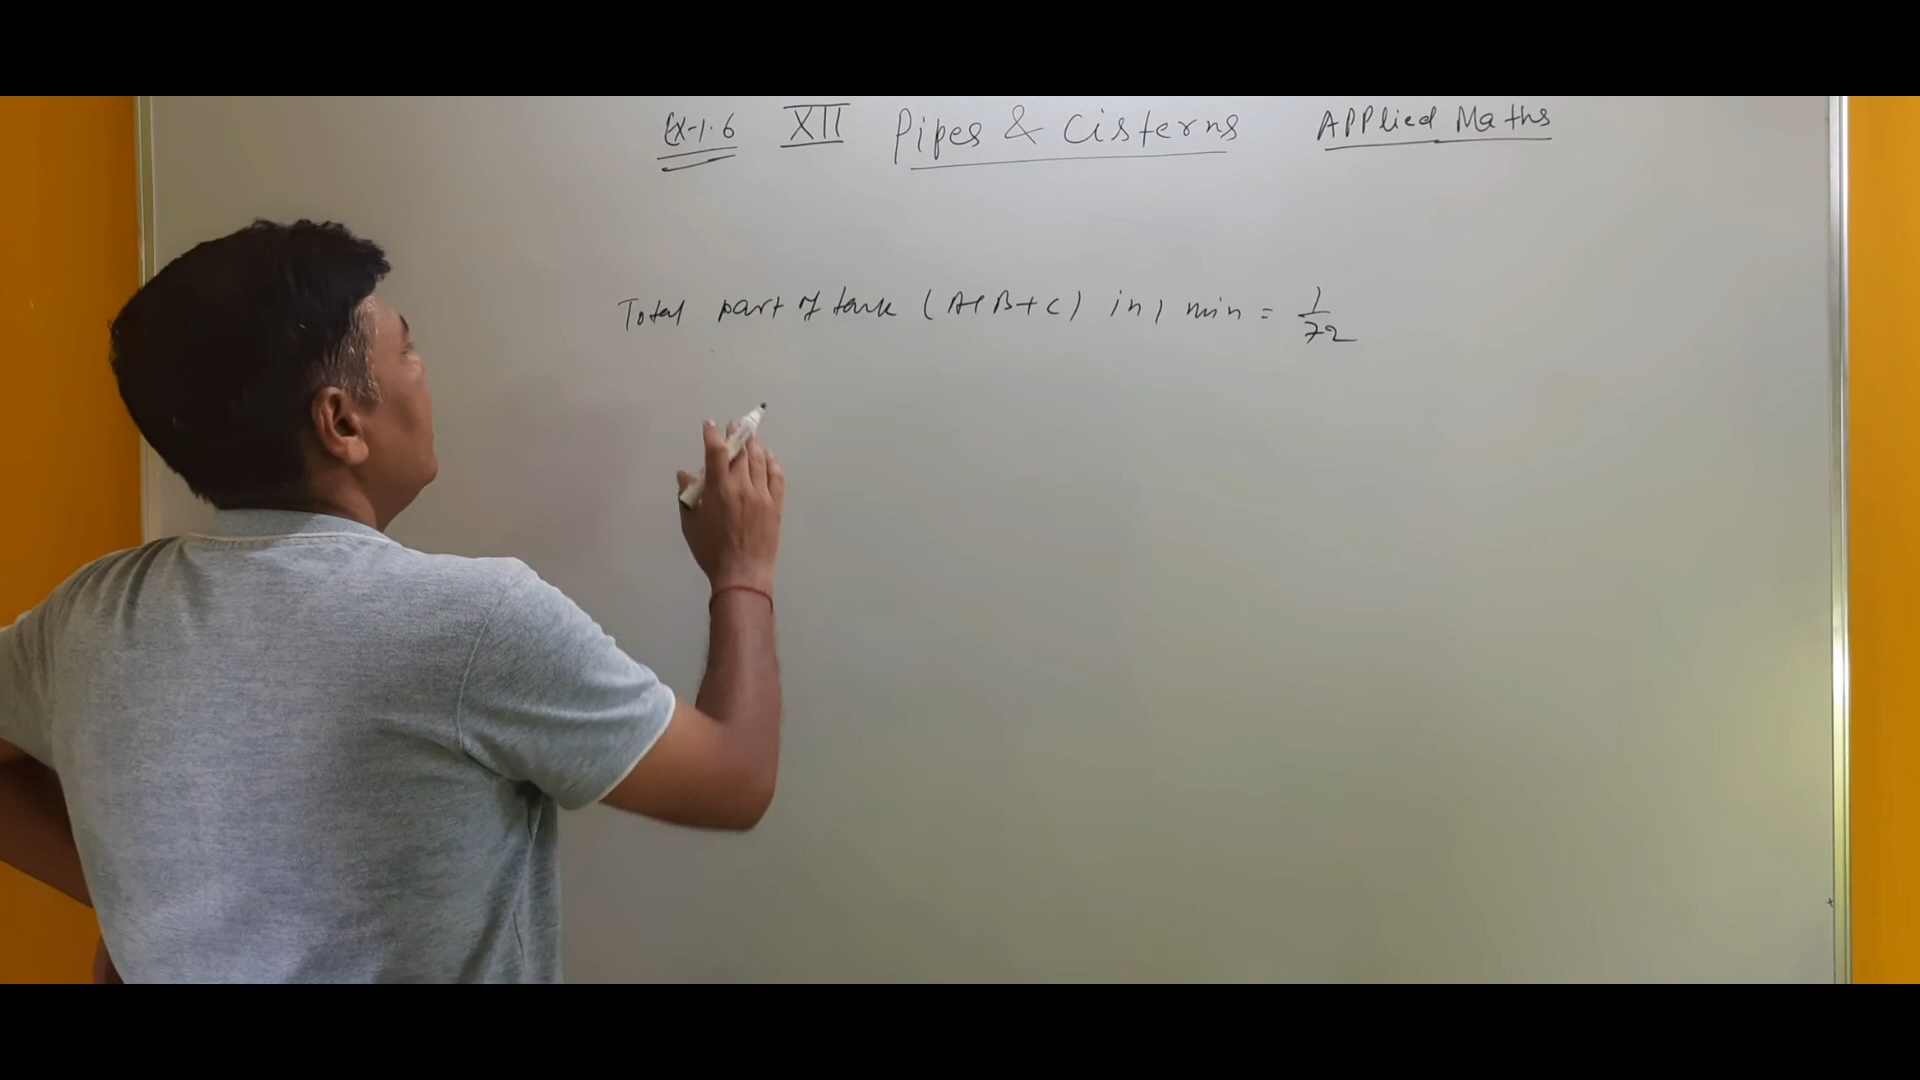 Ex-1.6 XII Pipes & Cisterns APPlied Maths
Total part of tank (A+B+C) in 1 min = 1/72